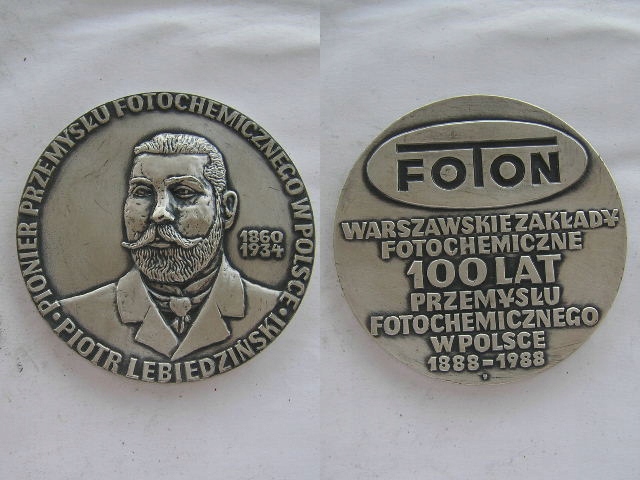 PIONIER PRZEMYSŁU FOTOCHEMICZNEGO W POLSCE • PIOTR LEBIEDZIŃSKI •
1860
1934
FOTON
WARSZAWSKIE ZAKŁADY
FOTOCHEMICZNE
100 LAT
PRZEMYSŁU
FOTOCHEMICZNEGO
W POLSCE
1888-1988